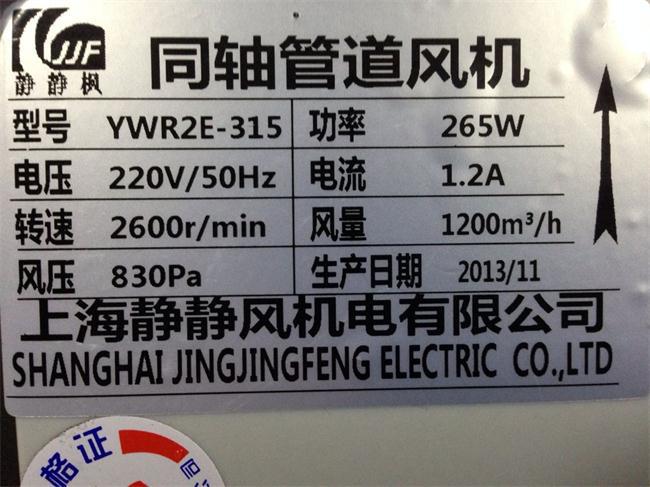 JJF
静静枫
同轴管道风机
型号 YWR2E-315 功率 265W
电压 220V/50Hz 电流 1.2A
转速 2600r/min 风量 1200m³/h
风压 830Pa 生产日期 2013/11
上海静静风机电有限公司
SHANGHAI JINGJINGFENG ELECTRIC CO.,LTD
格证